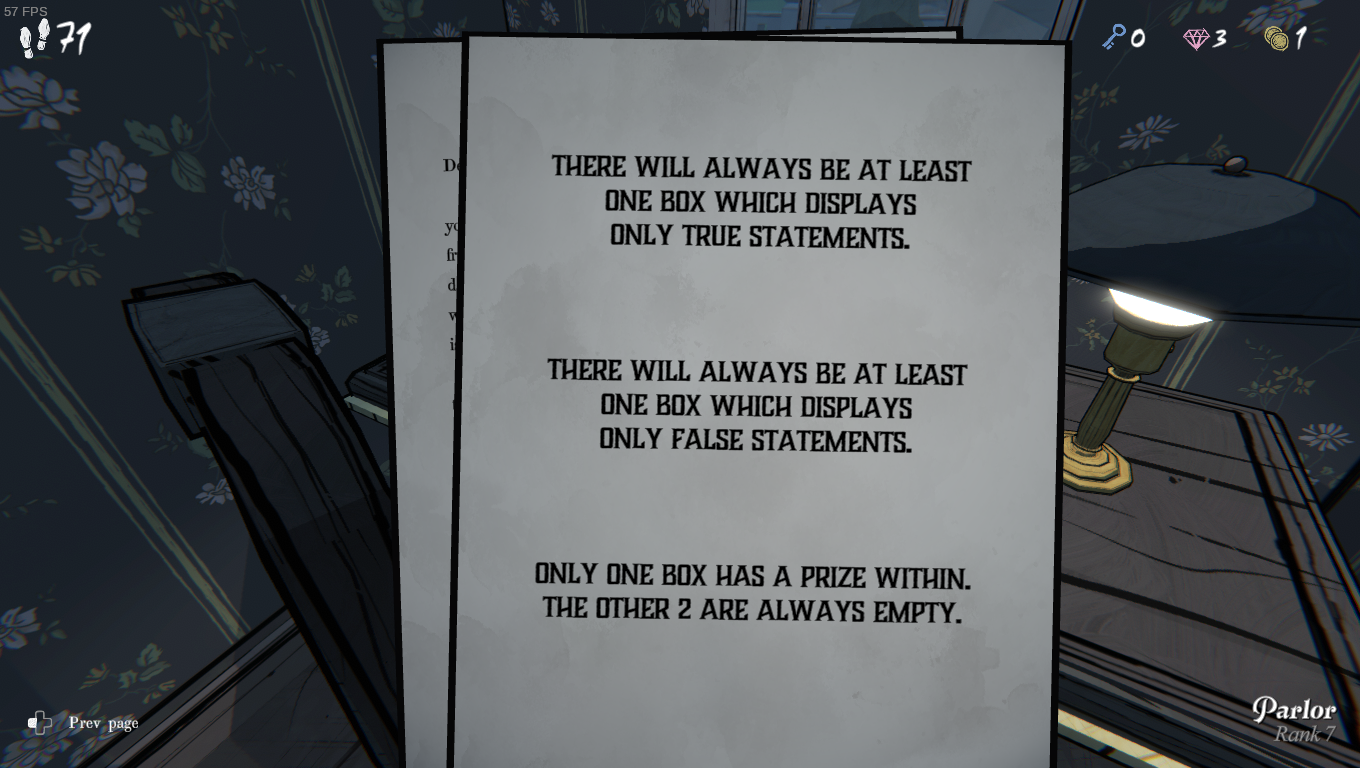 57 FPS
71
0
3
1
THERE WILL ALWAYS BE AT LEAST
ONE BOX WHICH DISPLAYS
ONLY TRUE STATEMENTS.
THERE WILL ALWAYS BE AT LEAST
ONE BOX WHICH DISPLAYS
ONLY FALSE STATEMENTS.
ONLY ONE BOX HAS A PRIZE WITHIN.
THE OTHER 2 ARE ALWAYS EMPTY.
Prev page
Parlor
Rank 7